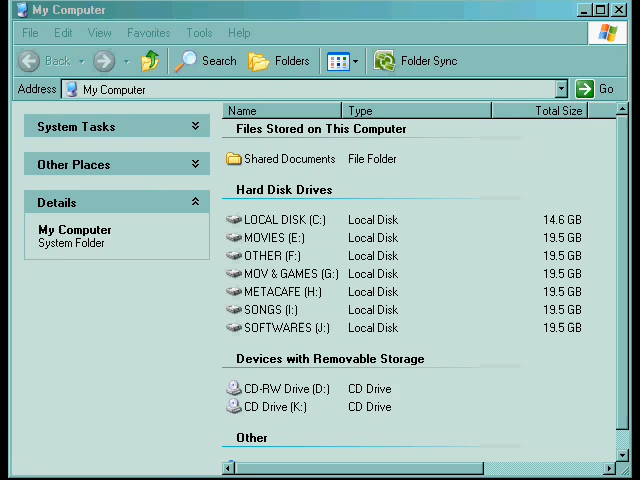 My Computer
File Edit View Favorites Tools Help
Back Search Folders Folder Sync
Address My Computer Go
System Tasks
Other Places
Details
My Computer
System Folder
Name Type Total Size
Files Stored on This Computer
Shared Documents File Folder
Hard Disk Drives
LOCAL DISK (C:) Local Disk 14.6 GB
MOVIES (E:) Local Disk 19.5 GB
OTHER (F:) Local Disk 19.5 GB
MOV & GAMES (G:) Local Disk 19.5 GB
METACAFE (H:) Local Disk 19.5 GB
SONGS (I:) Local Disk 19.5 GB
SOFTWARES (J:) Local Disk 19.5 GB
Devices with Removable Storage
CD-RW Drive (D:) CD Drive
CD Drive (K:) CD Drive
Other